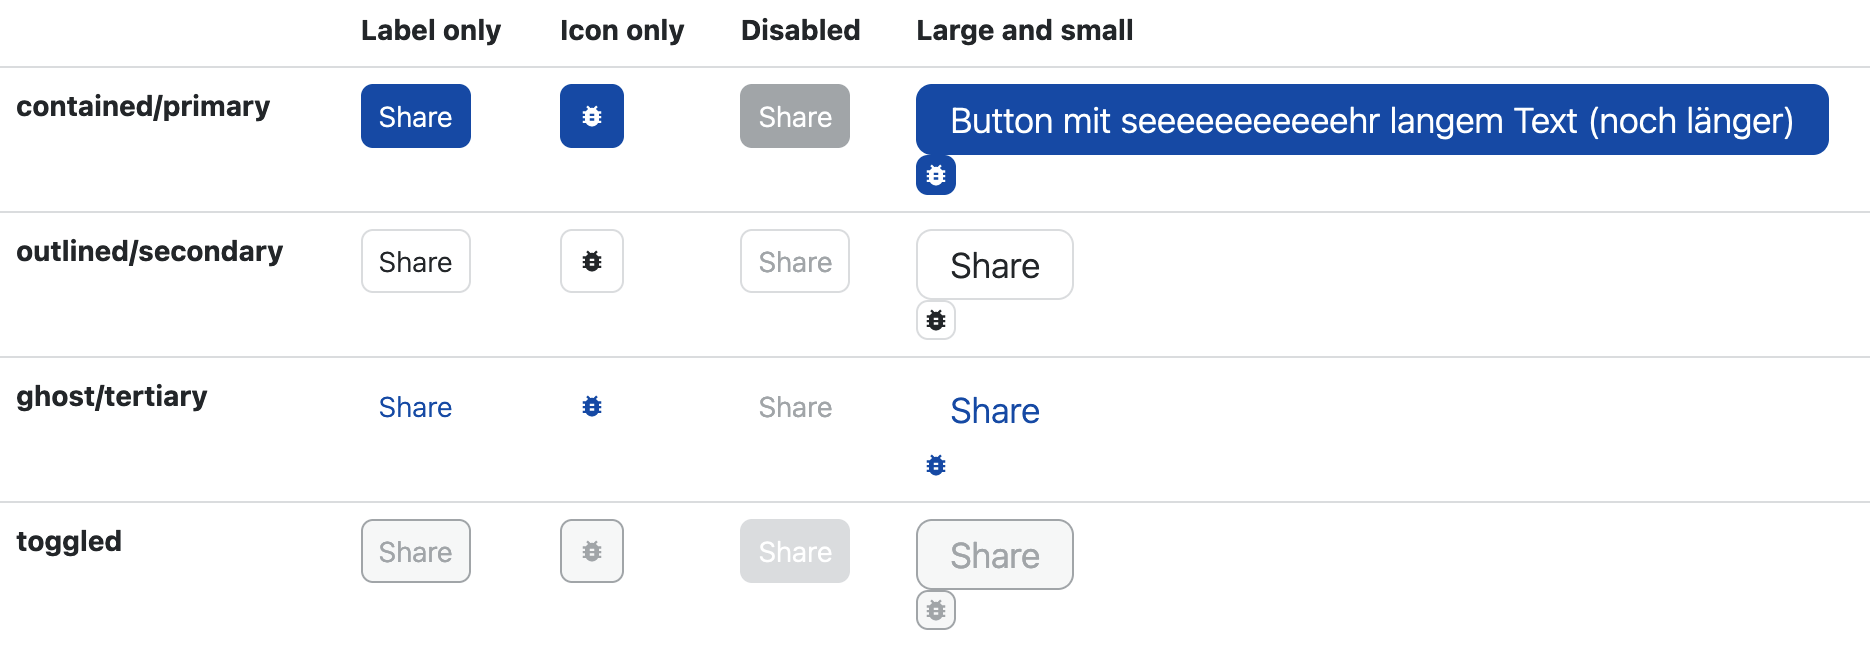 Label only Icon only Disabled Large and small
contained/primary Share Share Button mit seeeeeeeeeeehr langem Text (noch länger)
outlined/secondary Share Share Share
ghost/tertiary Share Share Share
toggled Share Share Share